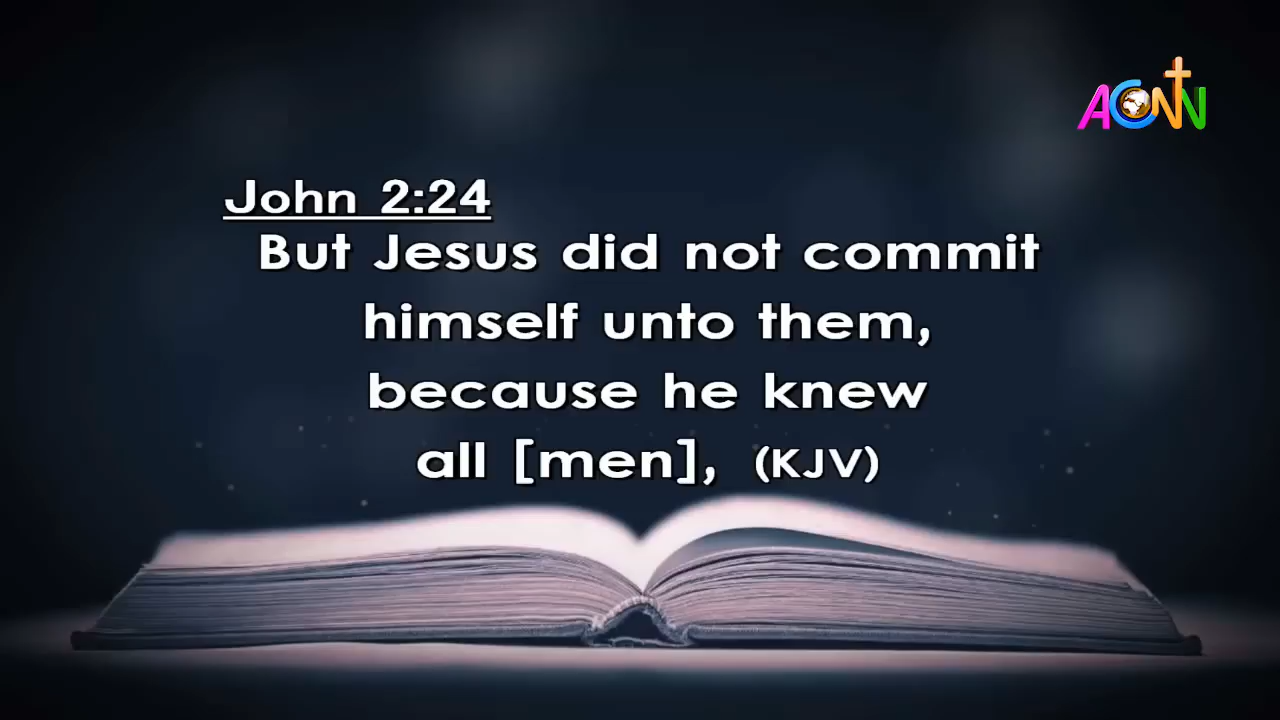 ACNN
John 2:24
But Jesus did not commit
himself unto them,
because he knew
all [men], (KJV)